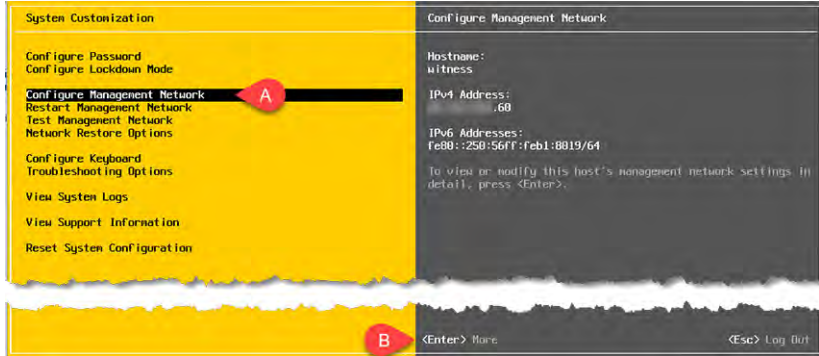 System Customization
Configure Password
Configure Lockdown Mode
Configure Management Network
A
Restart Management Network
Test Management Network
Network Restore Options
Configure Keyboard
Troubleshooting Options
View System Logs
View Support Information
Reset System Configuration
Configure Management Network
Hostname:
witness
IPv4 Address:
.60
IPv6 Addresses:
fe80::250:56ff:feb1:8019/64
To view or modify this host's management network settings in
detail, press <Enter>.
B
<Enter> More
<Esc> Log Out